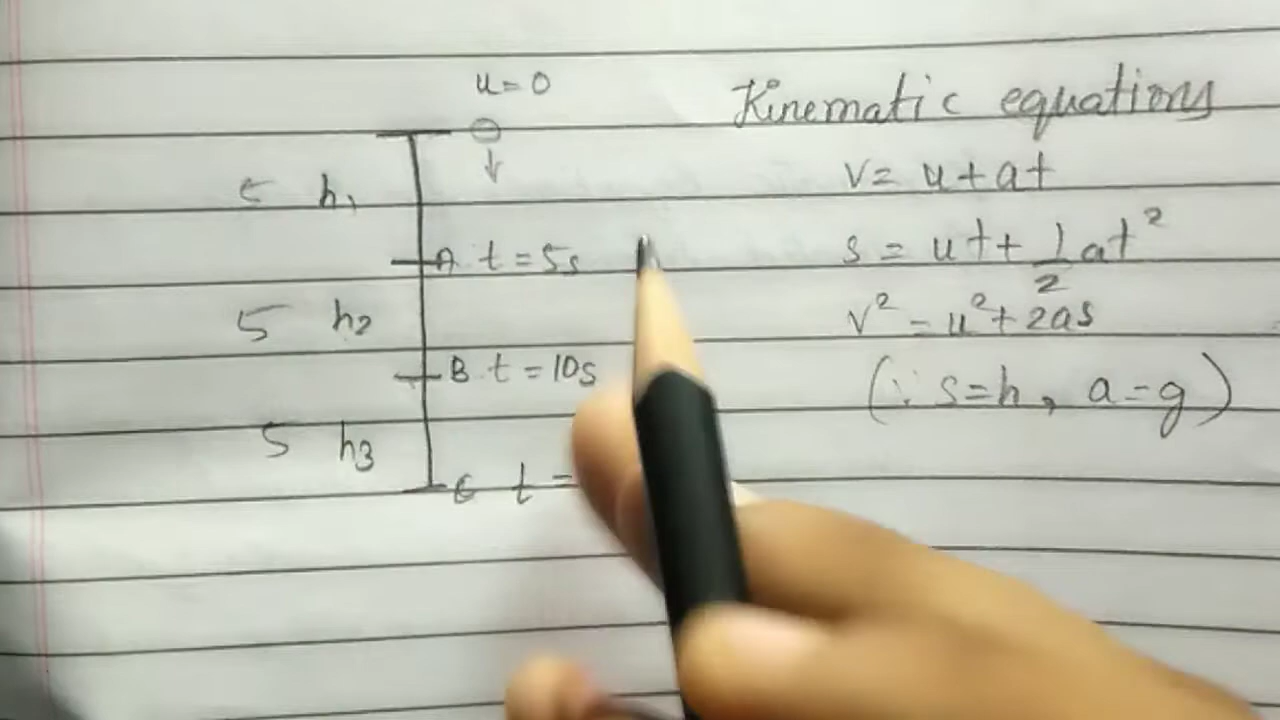 u=0
Kinematic equations
5 h₁
v= u+at
A. t=5s
s = ut+ 1/2 at²
5 h₂
v²=u²+2as
B. t=10s
(∵ s=h, a=g)
5 h₃
C t=